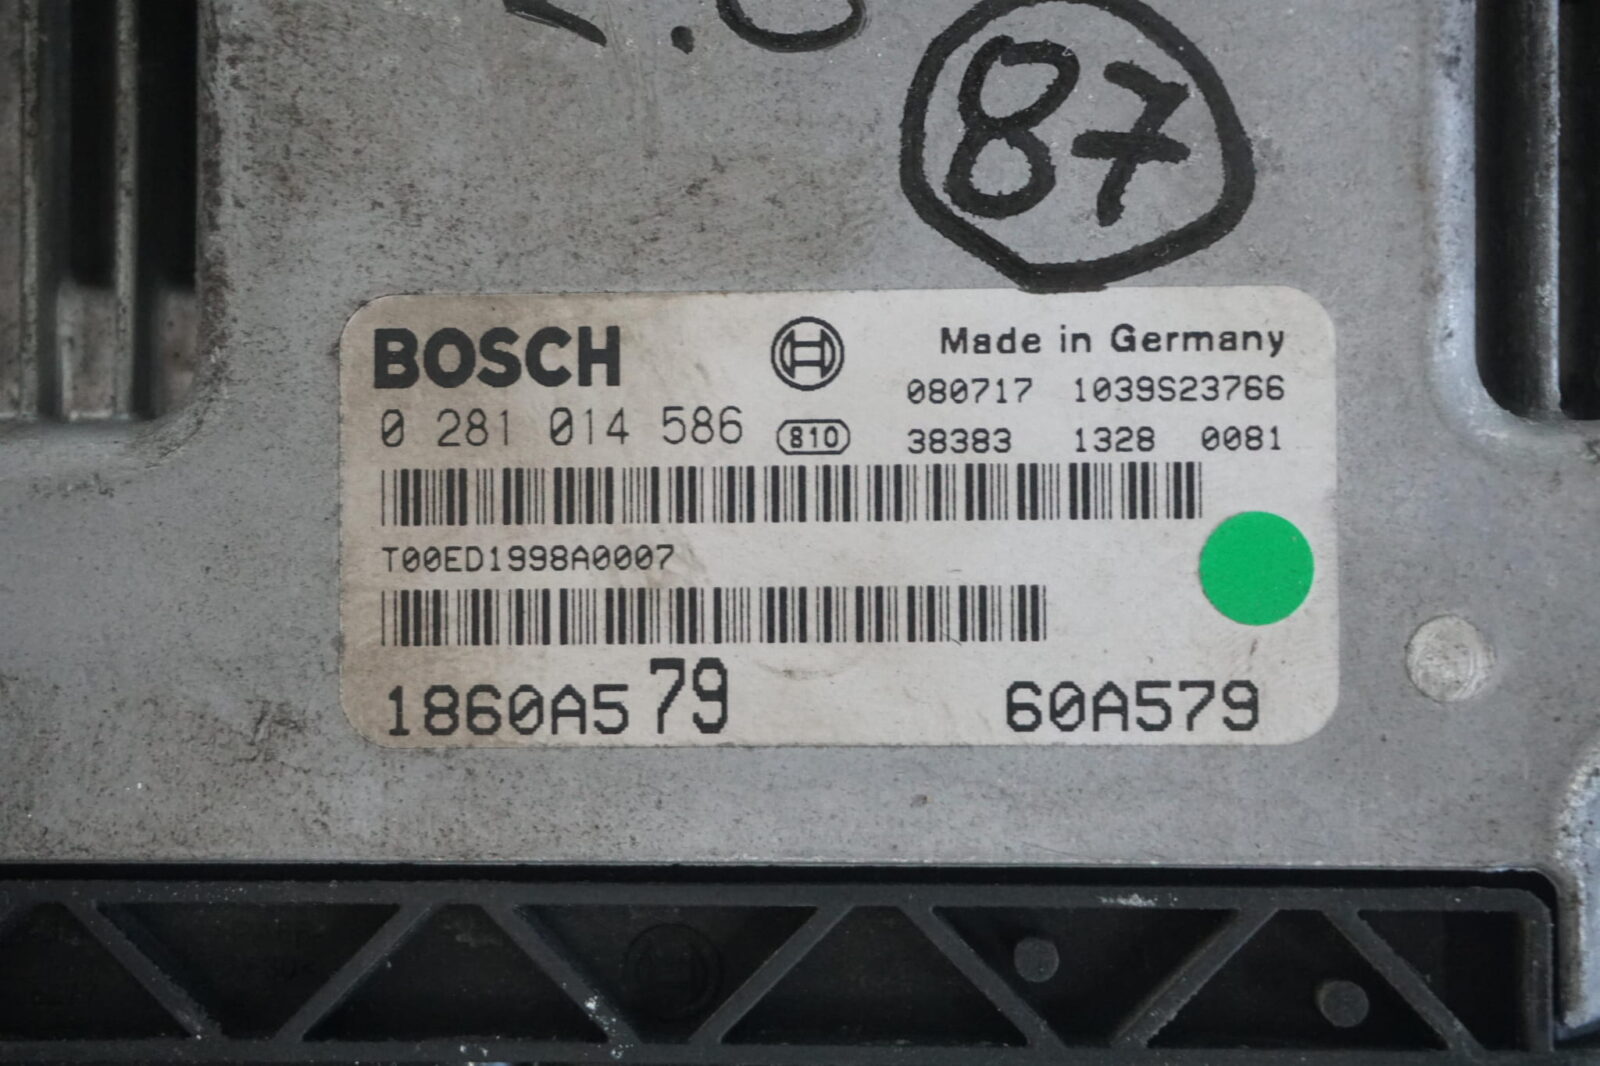 87
BOSCH
Made in Germany
080717 1039S23766
0 281 014 586
810
38383 1328 0081
T00ED1998A0007
1860A579
60A579